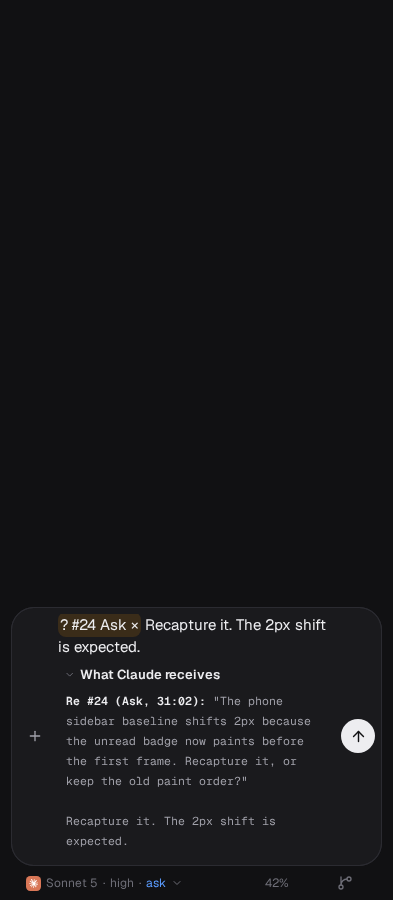 ? #24 Ask × Recapture it. The 2px shift
is expected.
What Claude receives
Re #24 (Ask, 31:02): "The phone
sidebar baseline shifts 2px because
the unread badge now paints before
the first frame. Recapture it, or
keep the old paint order?"
Recapture it. The 2px shift is
expected.
Sonnet 5 · high · ask 42%